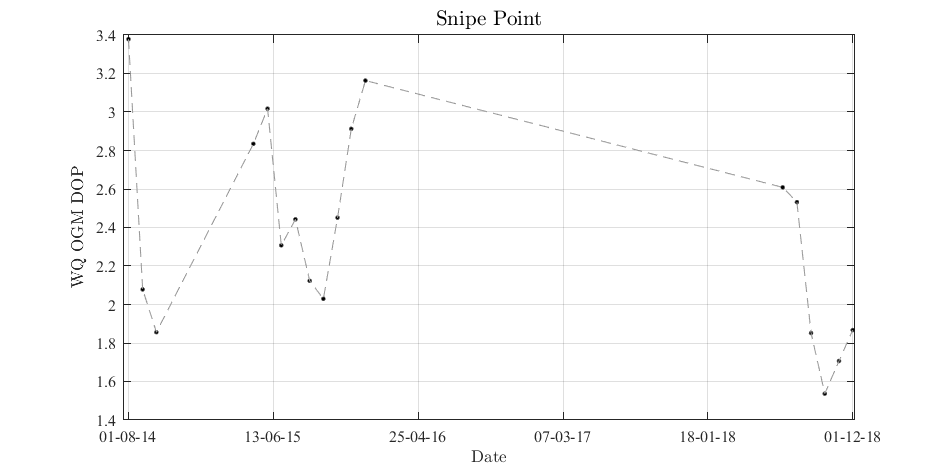 Snipe Point
WQ OGM DOP
3.4
3.2
3
2.8
2.6
2.4
2.2
2
1.8
1.6
1.4
01-08-14 13-06-15 25-04-16 07-03-17 18-01-18 01-12-18
Date